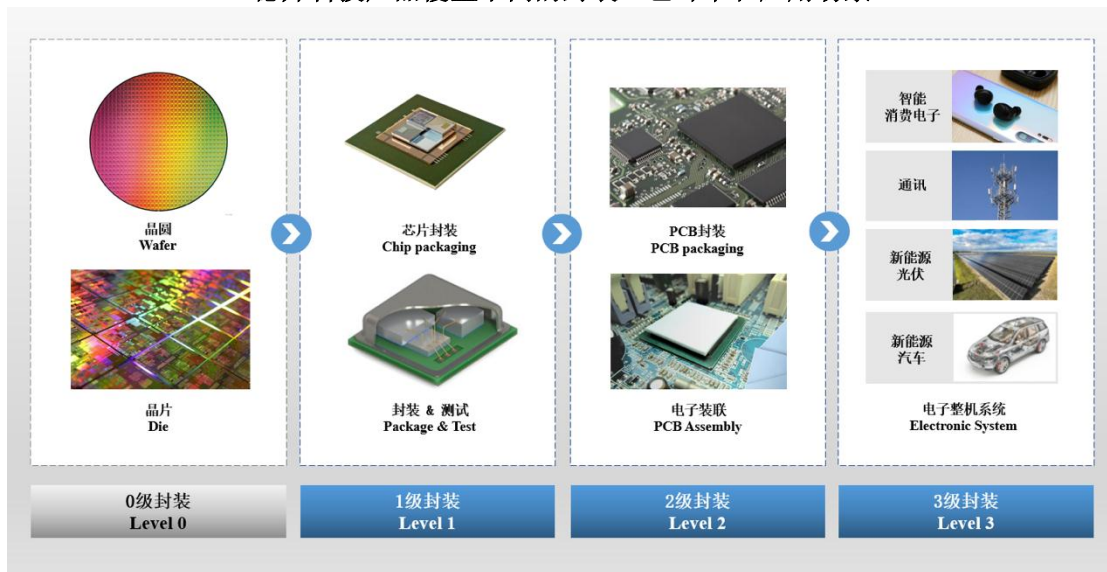 晶圆
Wafer
晶片
Die
0级封装
Level 0
芯片封装
Chip packaging
封装 & 测试
Package & Test
1级封装
Level 1
PCB封装
PCB packaging
电子装联
PCB Assembly
2级封装
Level 2
智能
消费电子
通讯
新能源
光伏
新能源
汽车
电子整机系统
Electronic System
3级封装
Level 3